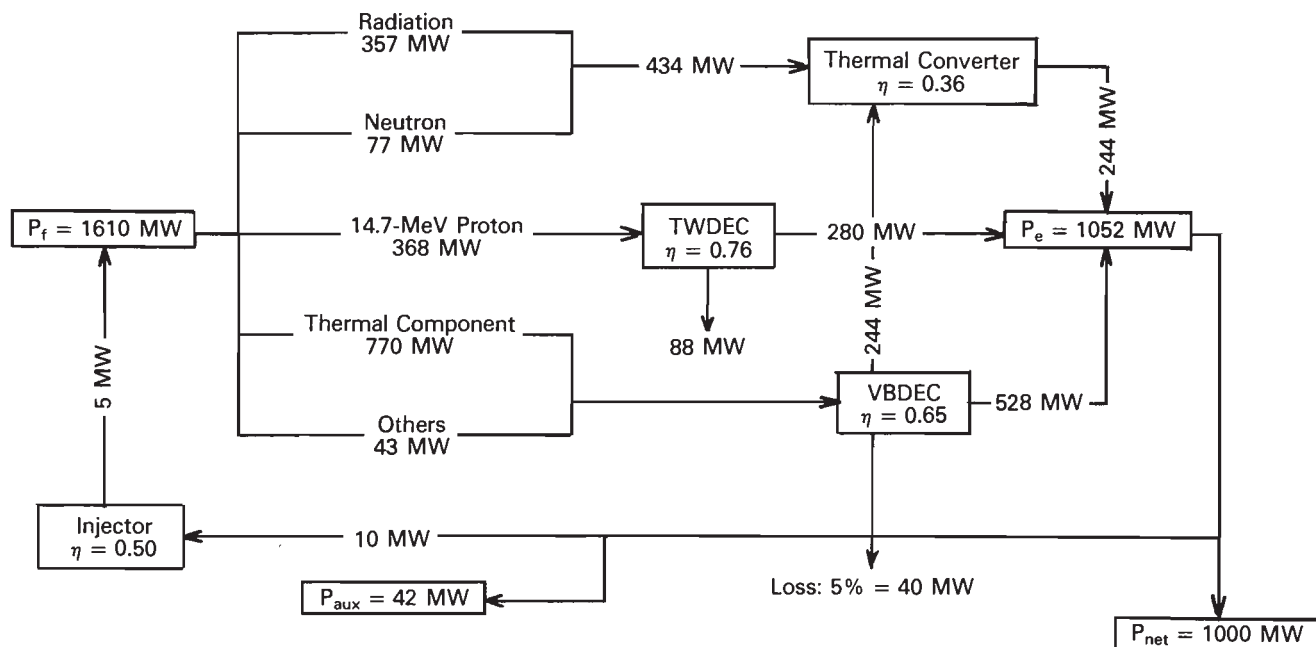 Radiation
357 MW
434 MW
Thermal Converter
η = 0.36
Neutron
77 MW
244 MW
P_f = 1610 MW
14.7-MeV Proton
368 MW
TWDEC
η = 0.76
280 MW
P_e = 1052 MW
244 MW
88 MW
Thermal Component
770 MW
5 MW
VBDEC
η = 0.65
528 MW
Others
43 MW
Injector
η = 0.50
10 MW
P_aux = 42 MW
Loss: 5% = 40 MW
P_net = 1000 MW